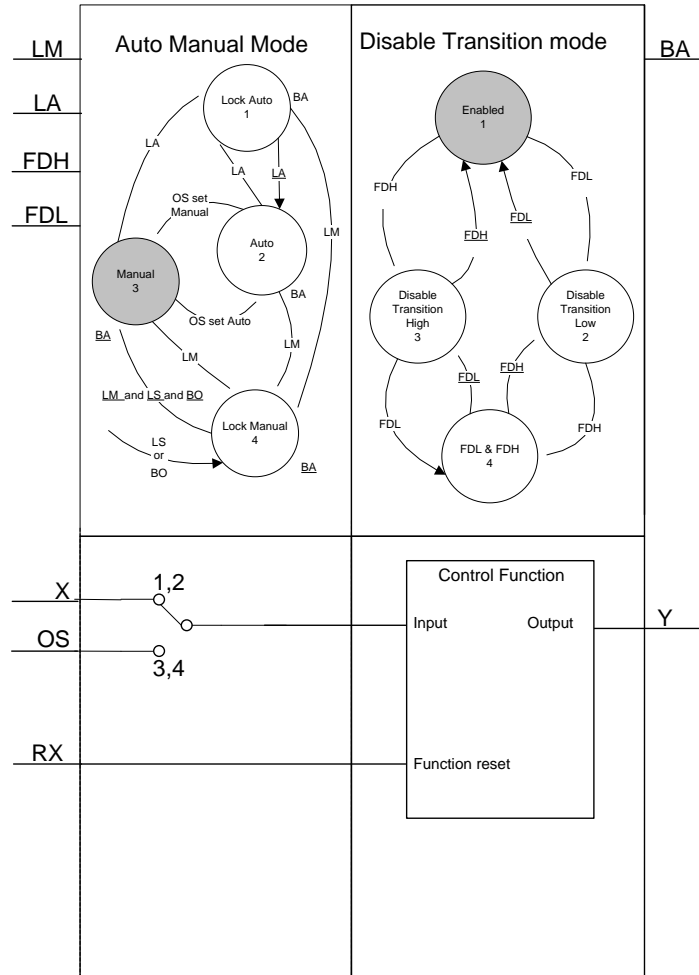 Auto Manual Mode
Disable Transition mode
LM
BA
LA
FDH
FDL
Lock Auto
1
BA
LA
LA
LA
OS set
Manual
LM
Auto
2
Manual
3
BA
OS set Auto
BA
LM
LM
LM and LS and BO
Lock Manual
4
LS
or
BO
BA
Enabled
1
FDH
FDL
FDH
FDL
Disable
Transition
High
3
Disable
Transition
Low
2
FDL
FDH
FDL
FDH
FDL & FDH
4
X
1,2
OS
3,4
RX
Control Function
Input
Output
Function reset
Y